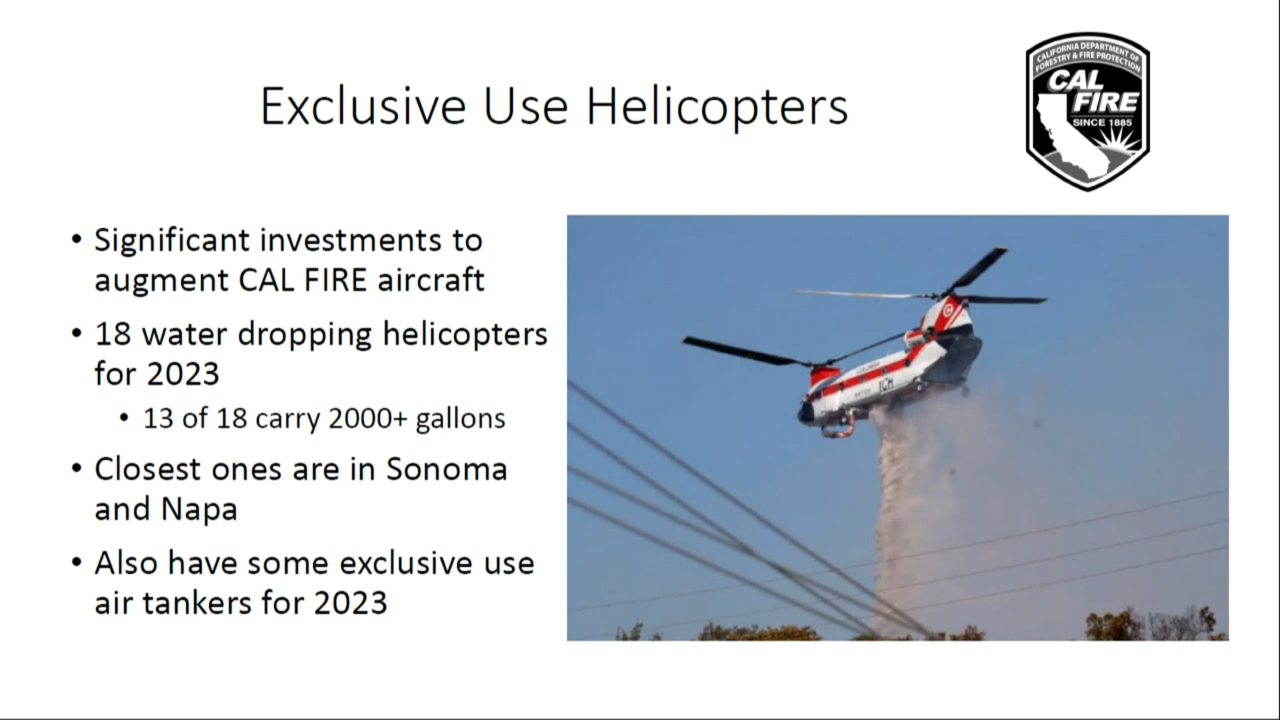 Exclusive Use Helicopters
CALIFORNIA DEPARTMENT OF
FORESTRY & FIRE PROTECTION
CAL
FIRE
SINCE 1885
• Significant investments to
augment CAL FIRE aircraft
• 18 water dropping helicopters
for 2023
• 13 of 18 carry 2000+ gallons
• Closest ones are in Sonoma
and Napa
• Also have some exclusive use
air tankers for 2023